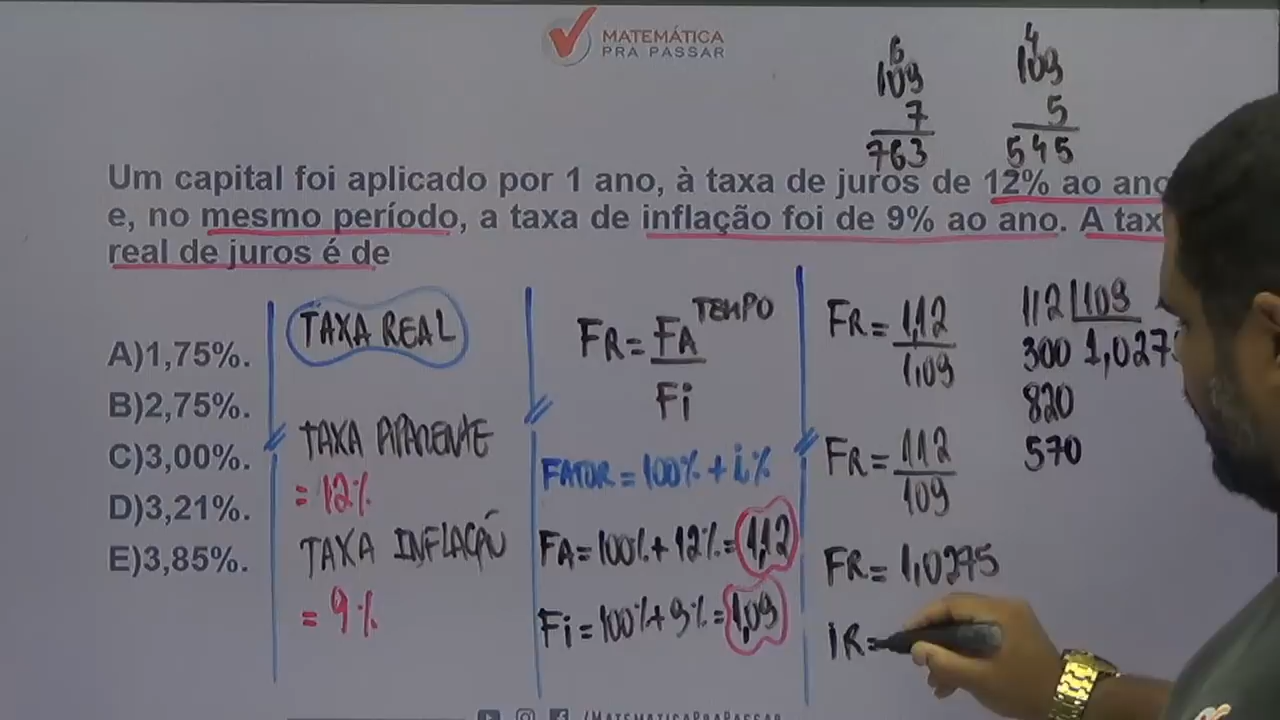 MATEMÁTICA
PRA PASSAR
6
109
7
763
4
109
5
545
Um capital foi aplicado por 1 ano, à taxa de juros de 12% ao ano
e, no mesmo período, a taxa de inflação foi de 9% ao ano. A tax
real de juros é de
A)1,75%.
B)2,75%.
C)3,00%.
D)3,21%.
E)3,85%.
TAXA REAL
TAXA APARENTE
= 12%
TAXA INFLAÇÃO
= 9%
FR = FA TEMPO
Fi
FATOR = 100% + i%
FA = 100% + 12% = 1,12
Fi = 100% + 9% = 1,09
FR = 1,12
1,09
FR = 112
109
FR = 1,0275
iR =
112 109
300 1,0275
820
570
/MATEMATICAPRAPASSAR